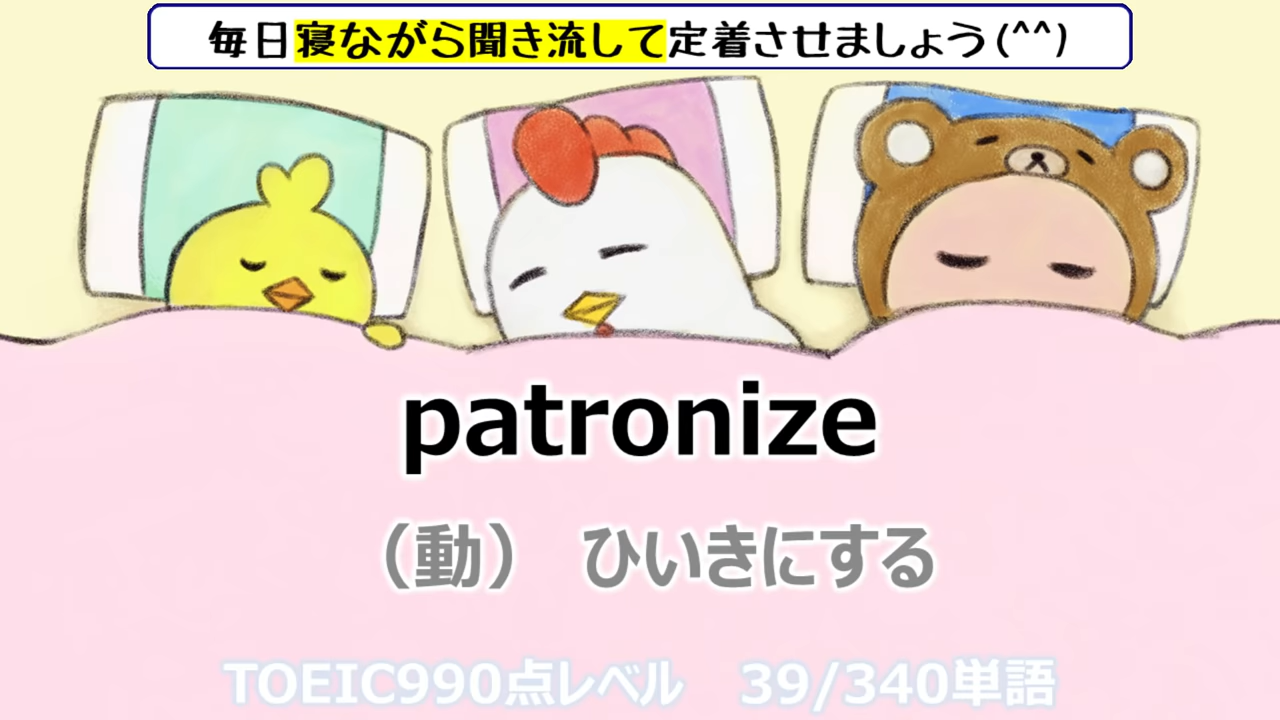 毎日寝ながら聞き流して定着させましょう(^^)
patronize
（動） ひいきにする
TOEIC990点レベル 39/340単語